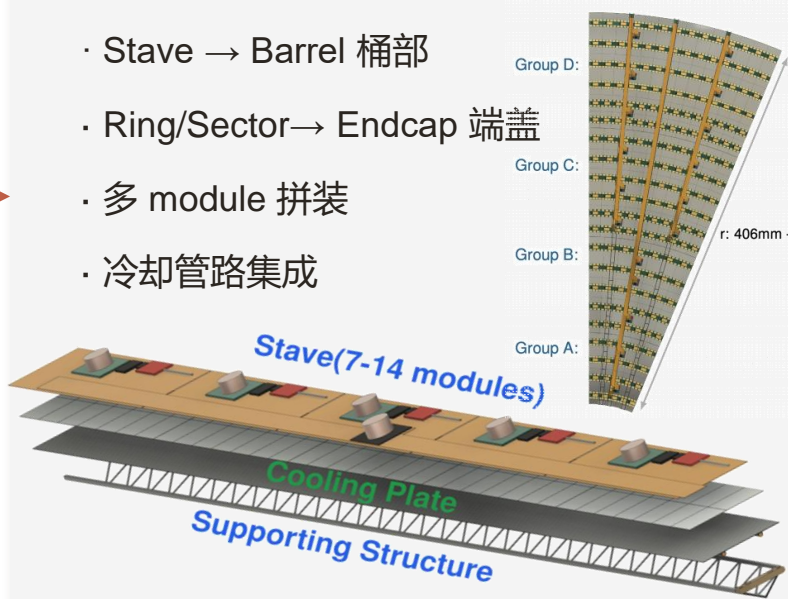 · Stave → Barrel 桶部
· Ring/Sector→ Endcap 端盖
· 多 module 拼装
· 冷却管路集成
Group D:
Group C:
Group B:
Group A:
r: 406mm -
Stave(7-14 modules)
Cooling Plate
Supporting Structure